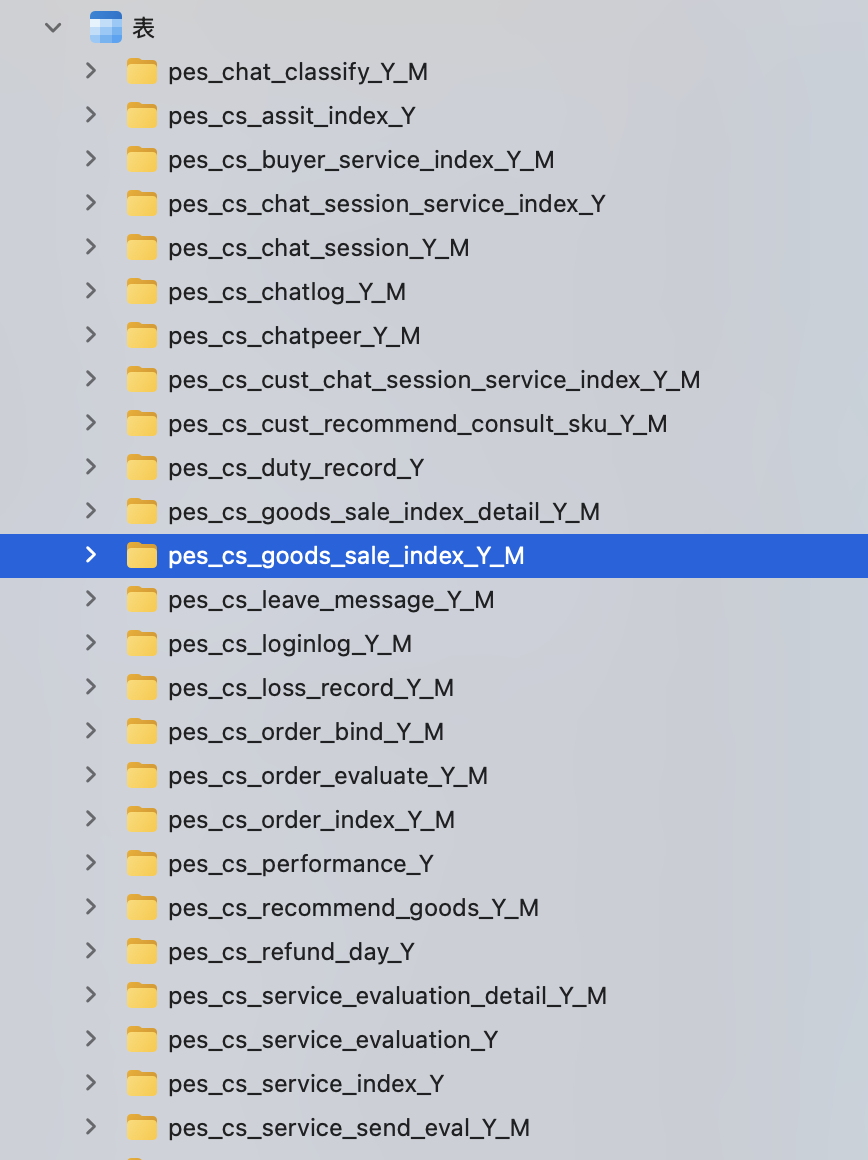 表
pes_chat_classify_Y_M
pes_cs_assit_index_Y
pes_cs_buyer_service_index_Y_M
pes_cs_chat_session_service_index_Y
pes_cs_chat_session_Y_M
pes_cs_chatlog_Y_M
pes_cs_chatpeer_Y_M
pes_cs_cust_chat_session_service_index_Y_M
pes_cs_cust_recommend_consult_sku_Y_M
pes_cs_duty_record_Y
pes_cs_goods_sale_index_detail_Y_M
pes_cs_goods_sale_index_Y_M
pes_cs_leave_message_Y_M
pes_cs_loginlog_Y_M
pes_cs_loss_record_Y_M
pes_cs_order_bind_Y_M
pes_cs_order_evaluate_Y_M
pes_cs_order_index_Y_M
pes_cs_performance_Y
pes_cs_recommend_goods_Y_M
pes_cs_refund_day_Y
pes_cs_service_evaluation_detail_Y_M
pes_cs_service_evaluation_Y
pes_cs_service_index_Y
pes_cs_service_send_eval_Y_M